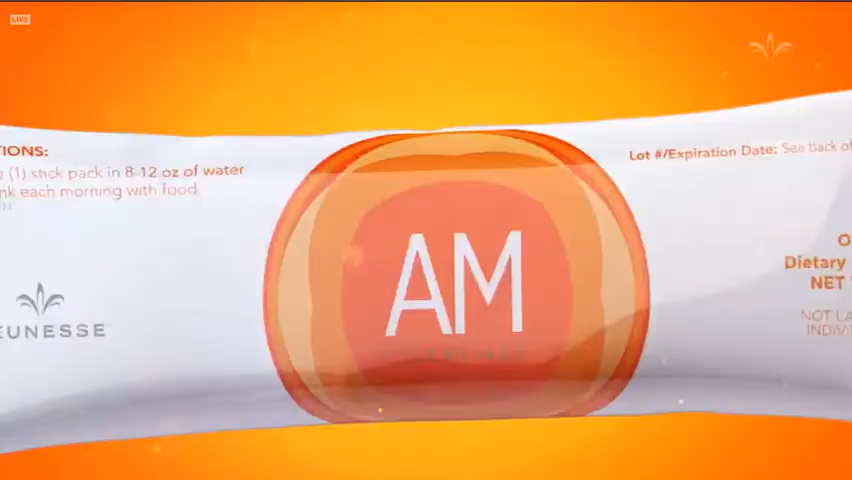 LIVE
IONS:
(1) stick pack in 8-12 oz of water
nk each morning with food.
EUNESSE
AM
Lot #/Expiration Date: See back of
O
Dietary
NET
NOT LA
INDIVI